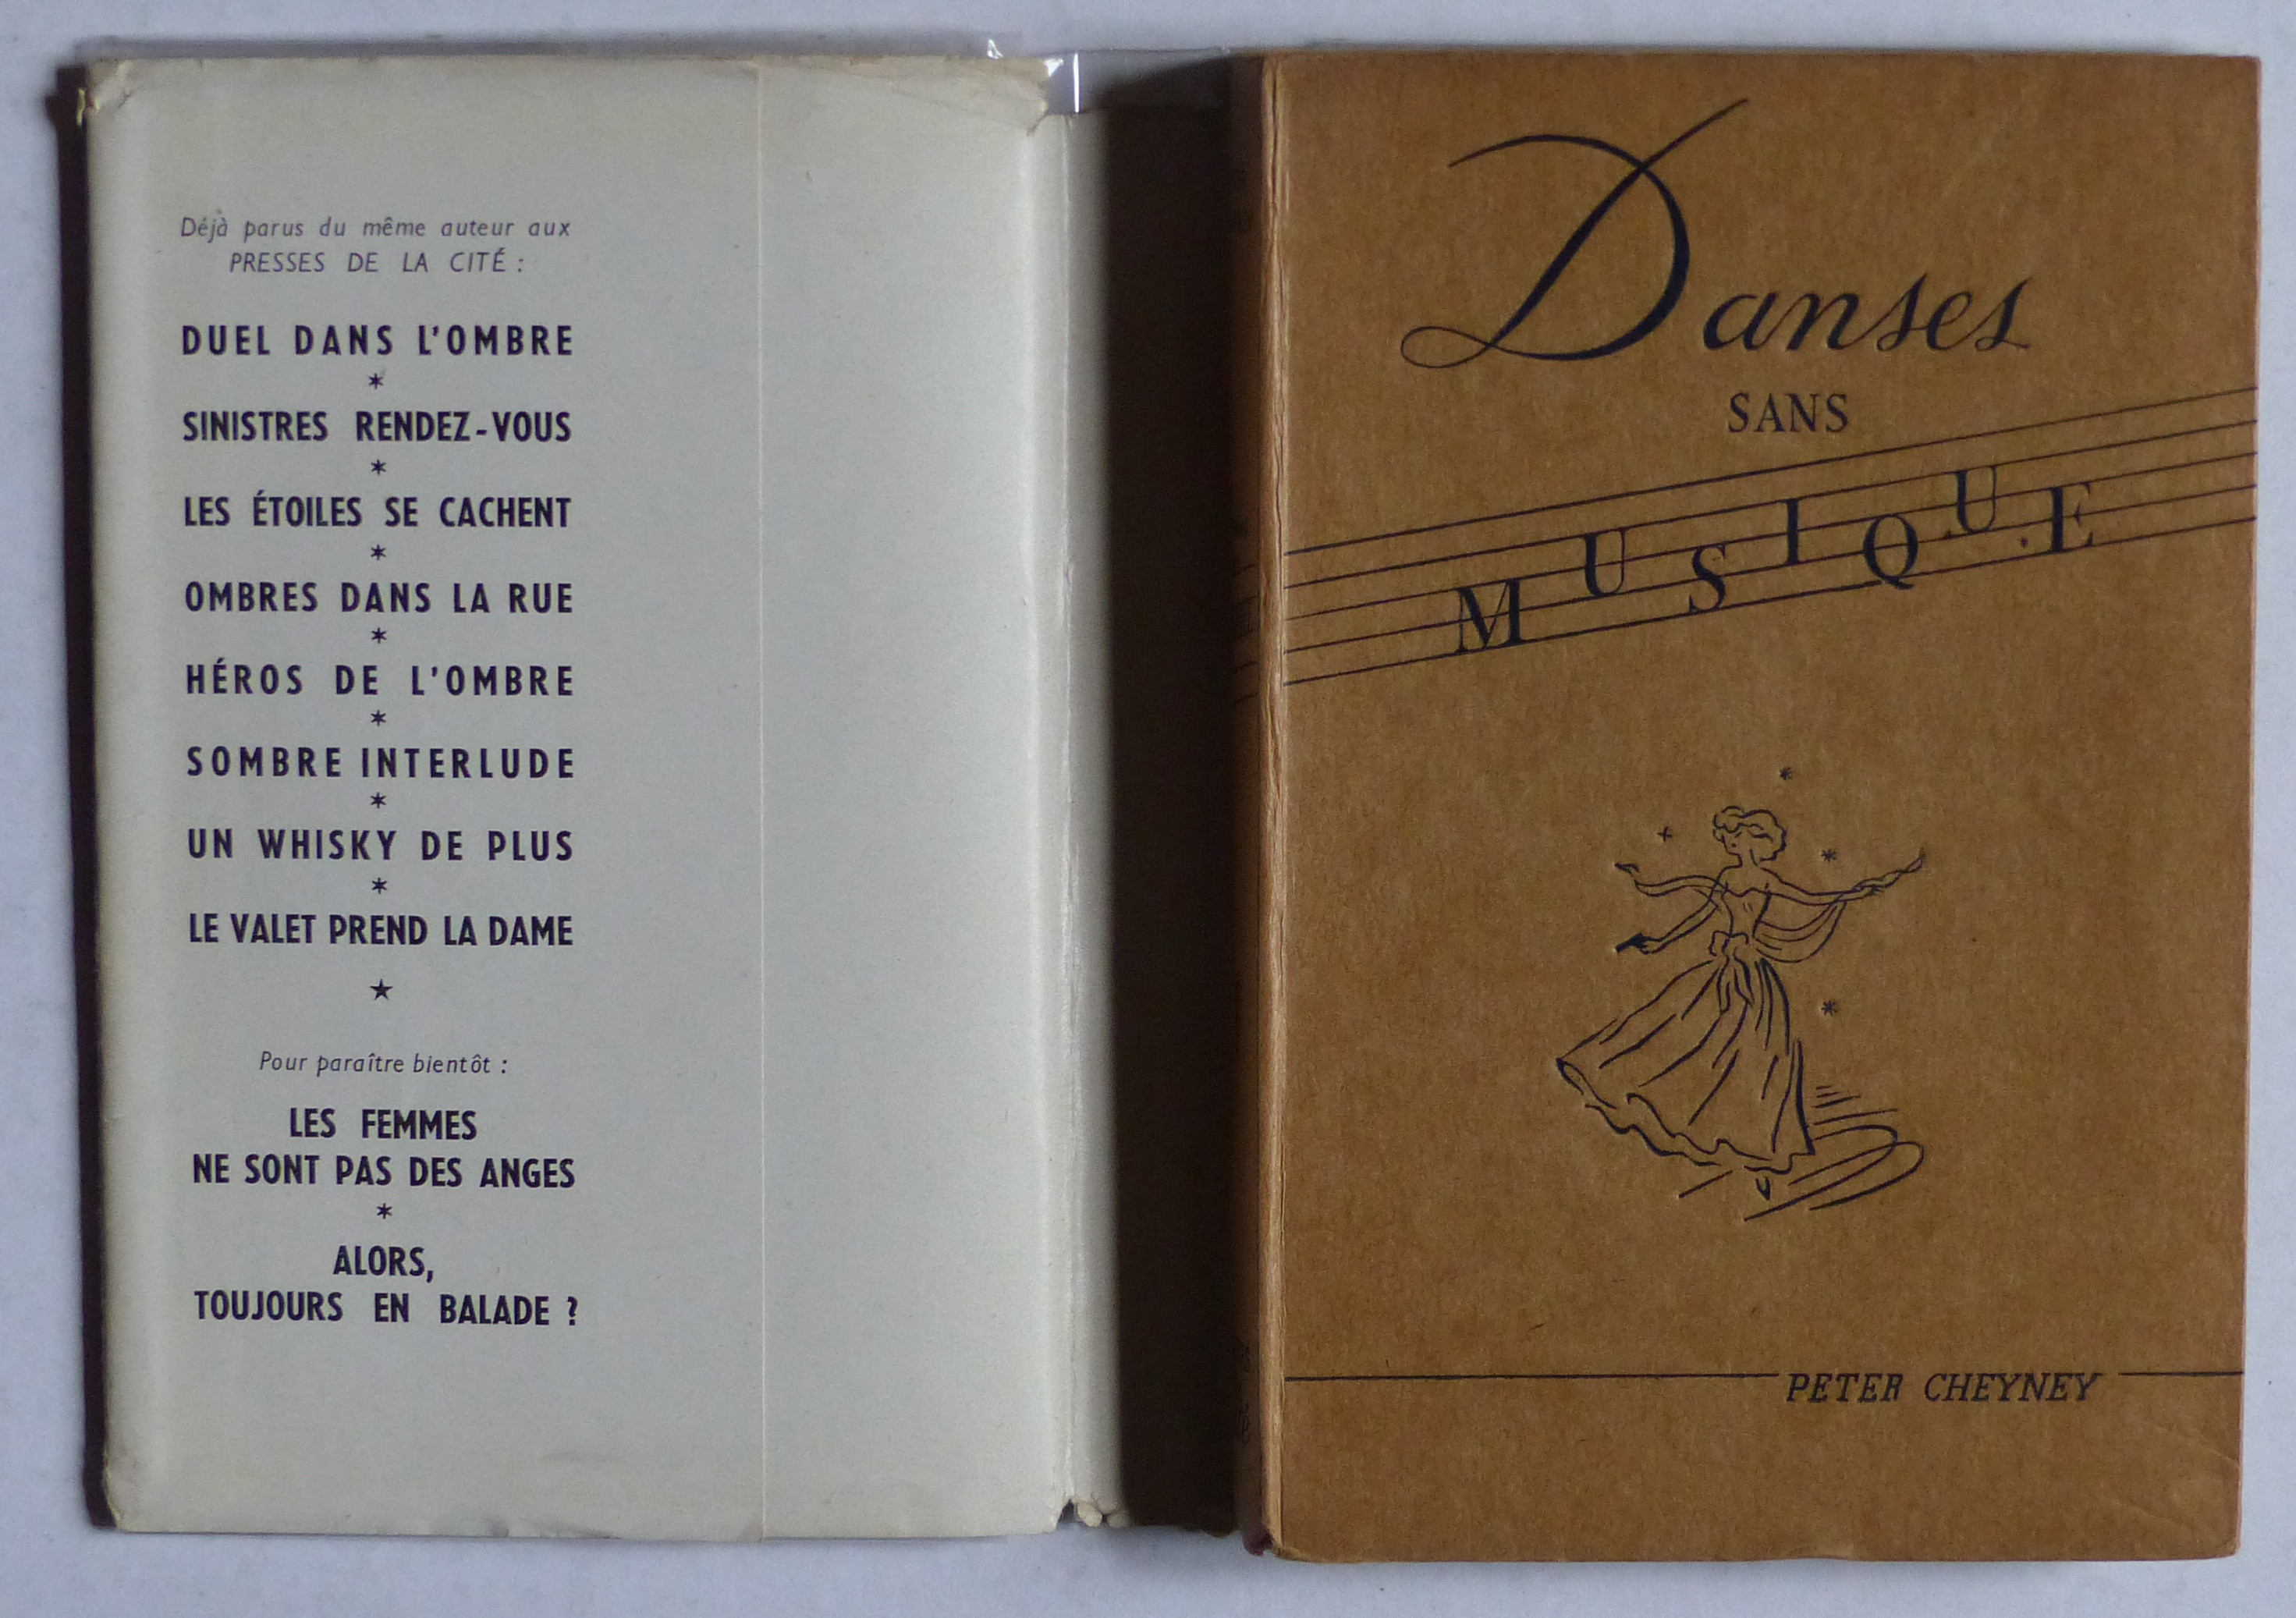 Déjà parus du même auteur aux
PRESSES DE LA CITÉ :
DUEL DANS L'OMBRE
*
SINISTRES RENDEZ-VOUS
*
LES ÉTOILES SE CACHENT
*
OMBRES DANS LA RUE
*
HÉROS DE L'OMBRE
*
SOMBRE INTERLUDE
*
UN WHISKY DE PLUS
*
LE VALET PREND LA DAME
★
Pour paraître bientôt :
LES FEMMES
NE SONT PAS DES ANGES
*
ALORS,
TOUJOURS EN BALADE ?
Danses
SANS
MUSIQUE
PETER CHEYNEY